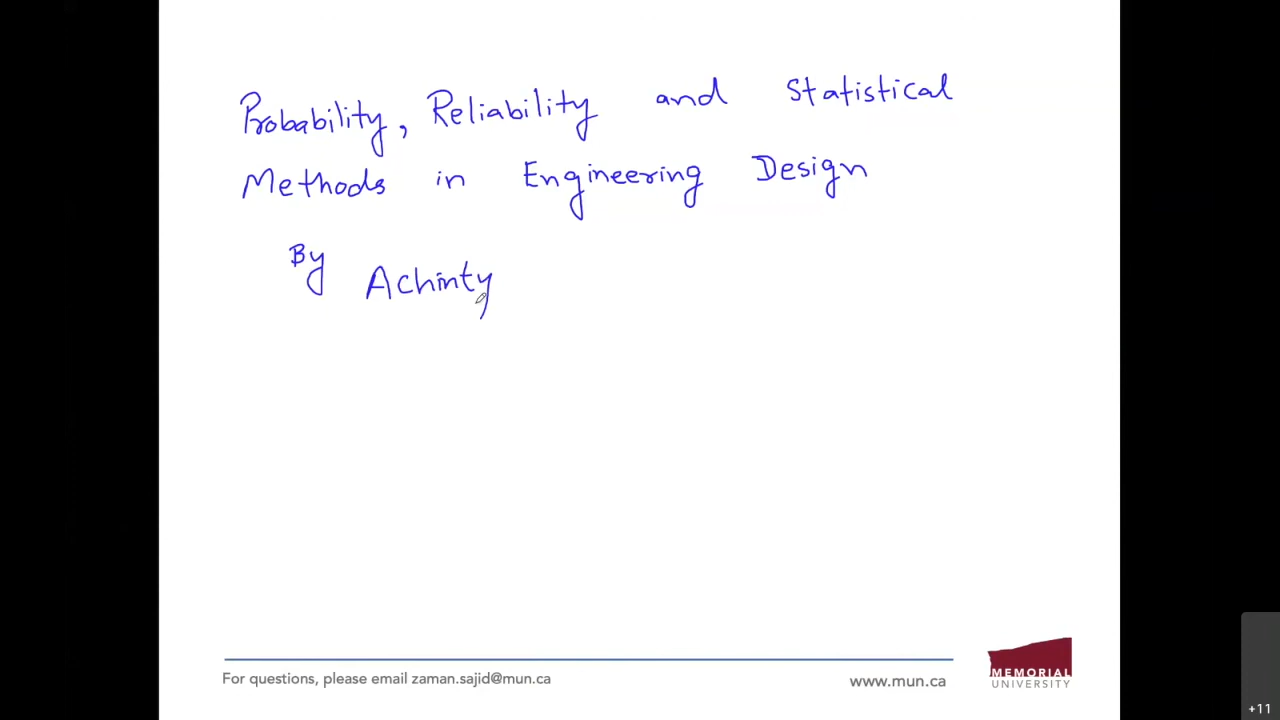 Probability, Reliability and Statistical
Methods in Engineering Design
By Achinty
For questions, please email zaman.sajid@mun.ca
www.mun.ca
MEMORIAL
UNIVERSITY
+11